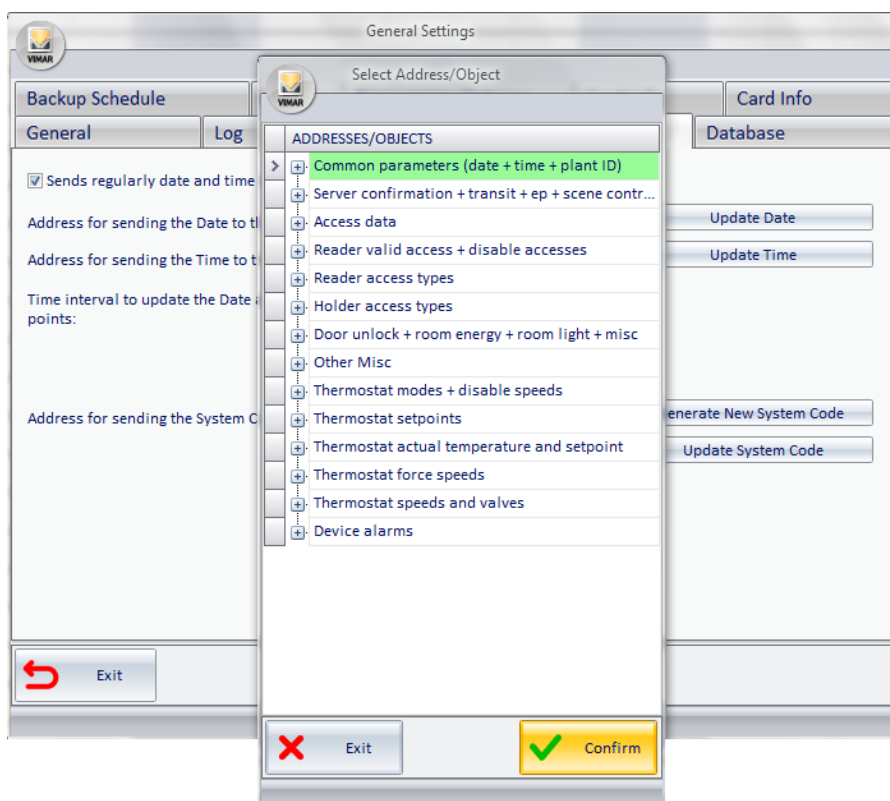 General Settings
VIMAR
Select Address/Object
VIMAR
Backup Schedule
Card Info
General
Log
Database
ADDRESSES/OBJECTS
Common parameters (date + time + plant ID)
Server confirmation + transit + ep + scene contr...
Access data
Reader valid access + disable accesses
Reader access types
Holder access types
Door unlock + room energy + room light + misc
Other Misc
Thermostat modes + disable speeds
Thermostat setpoints
Thermostat actual temperature and setpoint
Thermostat force speeds
Thermostat speeds and valves
Device alarms
Sends regularly date and time
Address for sending the Date to
Update Date
Address for sending the Time to
Update Time
Time interval to update the Date
points:
Address for sending the System
New System Code
Update System Code
Exit
Exit
Confirm